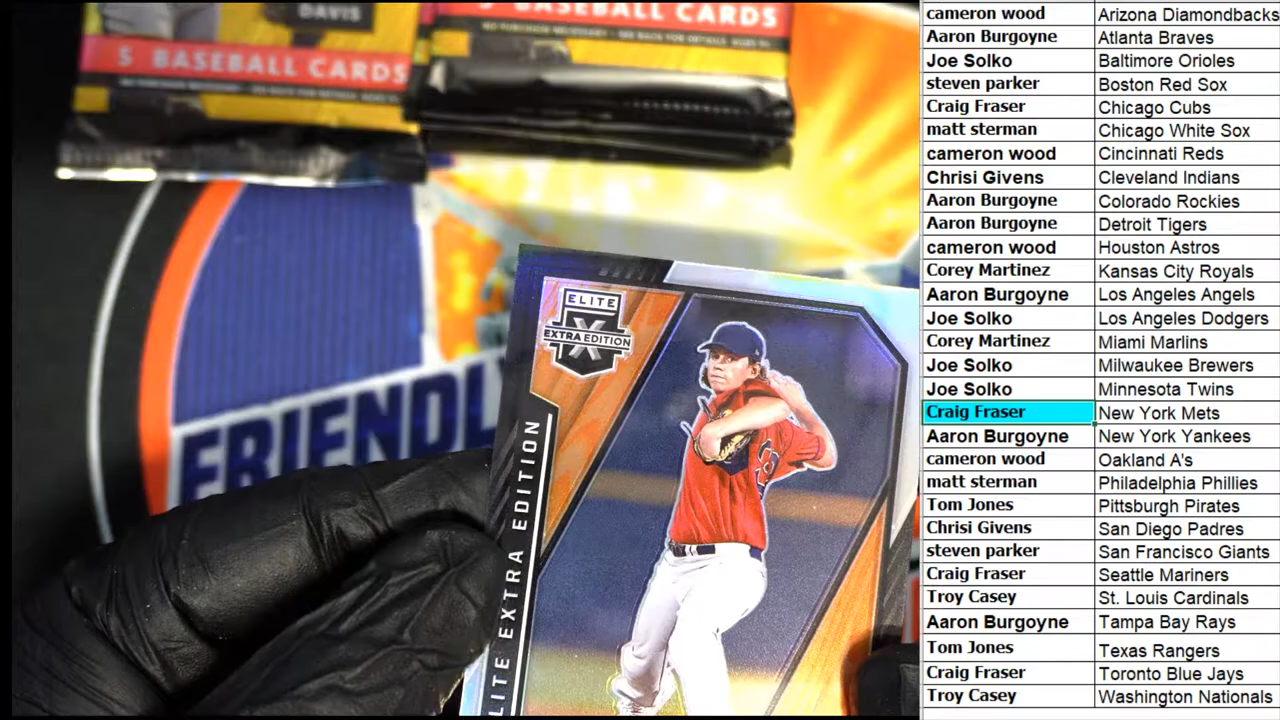 DAVIS
5 BASEBALL CARDS
5 BASEBALL CARDS
ELITE
X
EXTRA EDITION
ELITE EXTRA EDITION
FRIENDL
cameron wood Arizona Diamondbacks
Aaron Burgoyne Atlanta Braves
Joe Solko Baltimore Orioles
steven parker Boston Red Sox
Craig Fraser Chicago Cubs
matt sterman Chicago White Sox
cameron wood Cincinnati Reds
Chrisi Givens Cleveland Indians
Aaron Burgoyne Colorado Rockies
Aaron Burgoyne Detroit Tigers
cameron wood Houston Astros
Corey Martinez Kansas City Royals
Aaron Burgoyne Los Angeles Angels
Joe Solko Los Angeles Dodgers
Corey Martinez Miami Marlins
Joe Solko Milwaukee Brewers
Joe Solko Minnesota Twins
Craig Fraser New York Mets
Aaron Burgoyne New York Yankees
cameron wood Oakland A's
matt sterman Philadelphia Phillies
Tom Jones Pittsburgh Pirates
Chrisi Givens San Diego Padres
steven parker San Francisco Giants
Craig Fraser Seattle Mariners
Troy Casey St. Louis Cardinals
Aaron Burgoyne Tampa Bay Rays
Tom Jones Texas Rangers
Craig Fraser Toronto Blue Jays
Troy Casey Washington Nationals